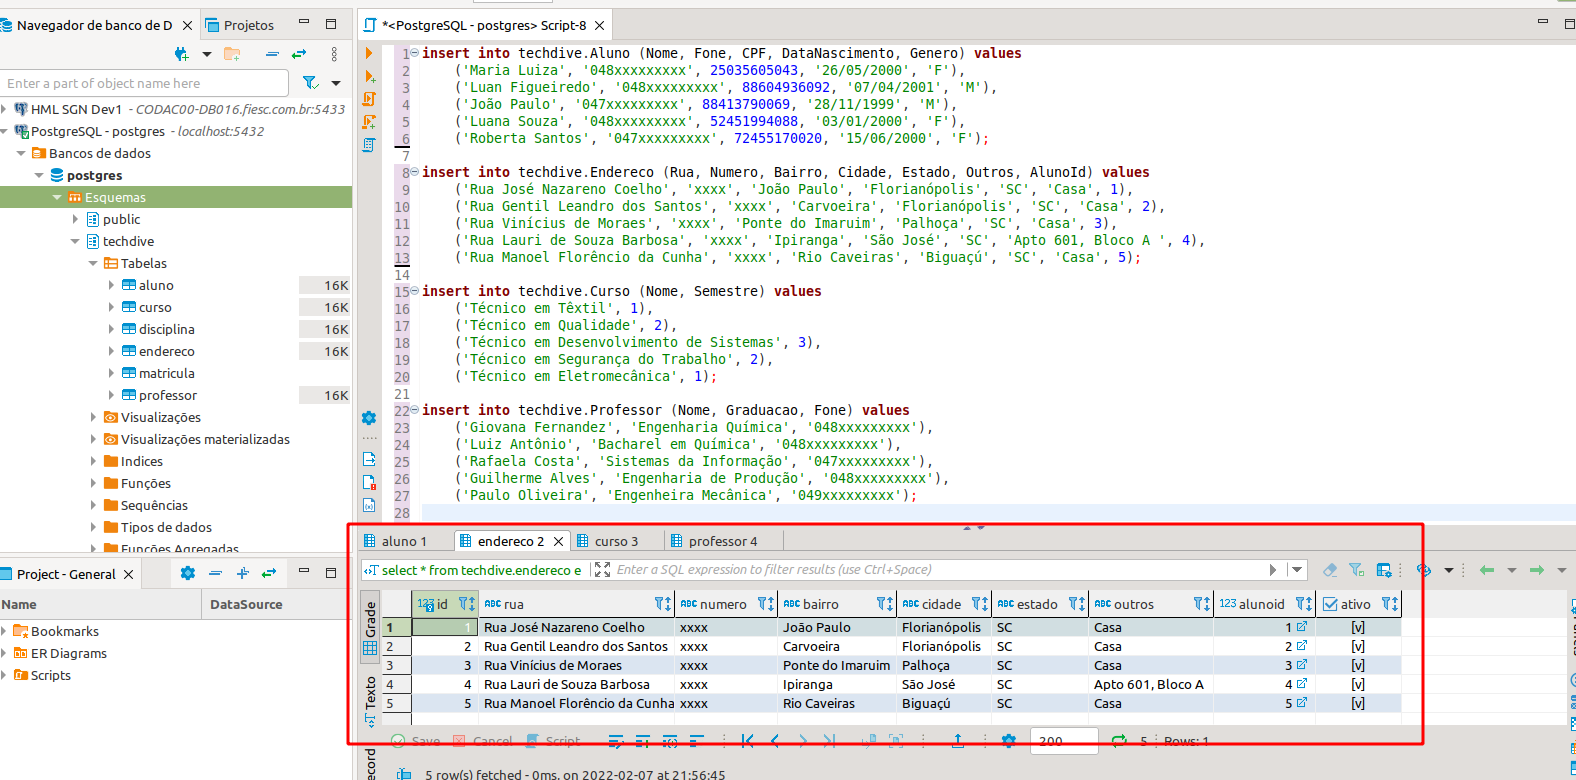 Navegador de banco de D
Projetos
Enter a part of object name here
HML SGN Dev1 - CODAC00-DB016.fiesc.com.br:5433
PostgreSQL - postgres - localhost:5432
Bancos de dados
postgres
Esquemas
public
techdive
Tabelas
aluno 16K
curso 16K
disciplina 16K
endereco 16K
matricula
professor 16K
Visualizações
Visualizações materializadas
Indices
Funções
Sequências
Tipos de dados
Funções Agregadas
Project - General
Name DataSource
Bookmarks
ER Diagrams
Scripts
*<PostgreSQL - postgres> Script-8
1 insert into techdive.Aluno (Nome, Fone, CPF, DataNascimento, Genero) values
2 ('Maria Luiza', '048xxxxxxxxx', 25035605043, '26/05/2000', 'F'),
3 ('Luan Figueiredo', '048xxxxxxxxx', 88604936092, '07/04/2001', 'M'),
4 ('João Paulo', '047xxxxxxxxx', 88413790069, '28/11/1999', 'M'),
5 ('Luana Souza', '048xxxxxxxxx', 52451994088, '03/01/2000', 'F'),
6 ('Roberta Santos', '047xxxxxxxxx', 72455170020, '15/06/2000', 'F');
7
8 insert into techdive.Endereco (Rua, Numero, Bairro, Cidade, Estado, Outros, AlunoId) values
9 ('Rua José Nazareno Coelho', 'xxxx', 'João Paulo', 'Florianópolis', 'SC', 'Casa', 1),
10 ('Rua Gentil Leandro dos Santos', 'xxxx', 'Carvoeira', 'Florianópolis', 'SC', 'Casa', 2),
11 ('Rua Vinícius de Moraes', 'xxxx', 'Ponte do Imaruim', 'Palhoça', 'SC', 'Casa', 3),
12 ('Rua Lauri de Souza Barbosa', 'xxxx', 'Ipiranga', 'São José', 'SC', 'Apto 601, Bloco A ', 4),
13 ('Rua Manoel Florêncio da Cunha', 'xxxx', 'Rio Caveiras', 'Biguaçú', 'SC', 'Casa', 5);
14
15 insert into techdive.Curso (Nome, Semestre) values
16 ('Técnico em Têxtil', 1),
17 ('Técnico em Qualidade', 2),
18 ('Técnico em Desenvolvimento de Sistemas', 3),
19 ('Técnico em Segurança do Trabalho', 2),
20 ('Técnico em Eletromecânica', 1);
21
22 insert into techdive.Professor (Nome, Graduacao, Fone) values
23 ('Giovana Fernandez', 'Engenharia Química', '048xxxxxxxxx'),
24 ('Luiz Antônio', 'Bacharel em Química', '048xxxxxxxxx'),
25 ('Rafaela Costa', 'Sistemas da Informação', '047xxxxxxxxx'),
26 ('Guilherme Alves', 'Engenharia de Produção', '048xxxxxxxxx'),
27 ('Paulo Oliveira', 'Engenheira Mecânica', '049xxxxxxxxx');
28
aluno 1 endereco 2 curso 3 professor 4
select * from techdive.endereco e Enter a SQL expression to filter results (use Ctrl+Space)
Grade
Texto
123 id ABC rua ABC numero ABC bairro ABC cidade ABC estado ABC outros 123 alunoid ativo
1 1 Rua José Nazareno Coelho xxxx João Paulo Florianópolis SC Casa 1 [v]
2 2 Rua Gentil Leandro dos Santos xxxx Carvoeira Florianópolis SC Casa 2 [v]
3 3 Rua Vinícius de Moraes xxxx Ponte do Imaruim Palhoça SC Casa 3 [v]
4 4 Rua Lauri de Souza Barbosa xxxx Ipiranga São José SC Apto 601, Bloco A 4 [v]
5 5 Rua Manoel Florêncio da Cunha xxxx Rio Caveiras Biguaçú SC Casa 5 [v]
Save Cancel Script 200 5 Rows: 1
5 row(s) fetched - 0ms, on 2022-02-07 at 21:56:45